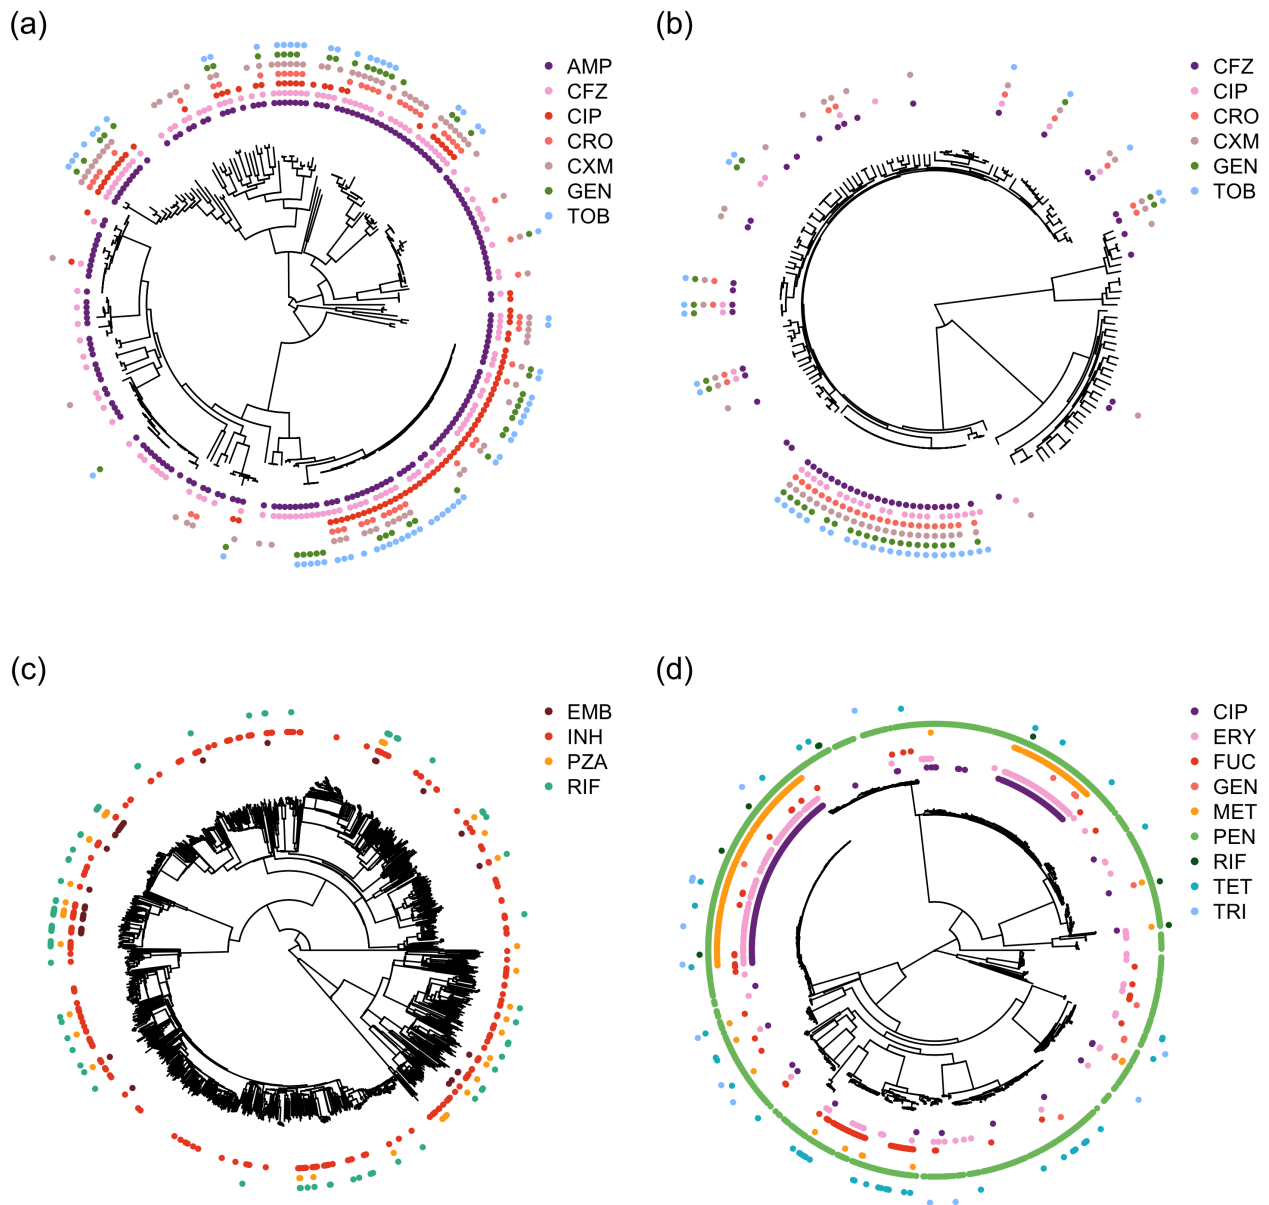 (a)
AMP
CFZ
CIP
CRO
CXM
GEN
TOB
(b)
CFZ
CIP
CRO
CXM
GEN
TOB
(c)
EMB
INH
PZA
RIF
(d)
CIP
ERY
FUC
GEN
MET
PEN
RIF
TET
TRI